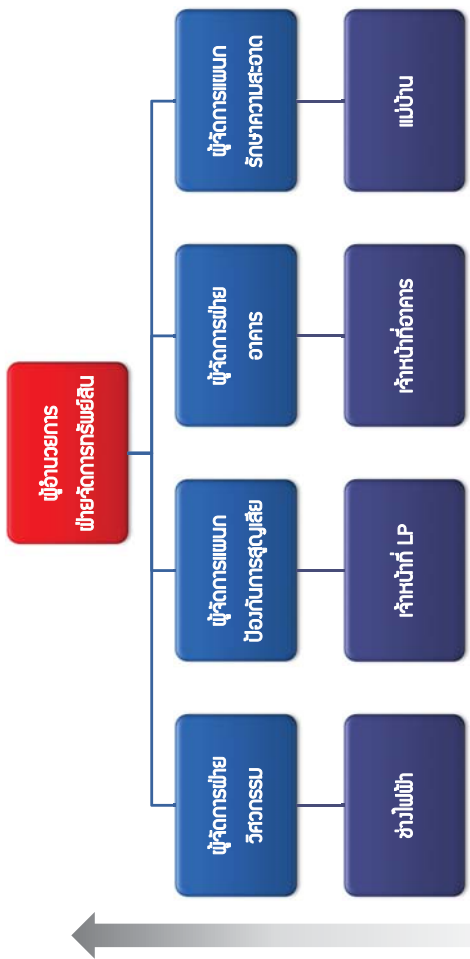 ผู้อำนวยการ
ฝ่ายจัดการทรัพย์สิน
ผู้จัดการฝ่าย
วิศวกรรม
ผู้จัดการแผนก
ป้องกันการสูญเสีย
ผู้จัดการฝ่าย
อาคาร
ผู้จัดการแผนก
รักษาความสะอาด
ช่างไฟฟ้า
เจ้าหน้าที่ LP
เจ้าหน้าที่อาคาร
แม่บ้าน